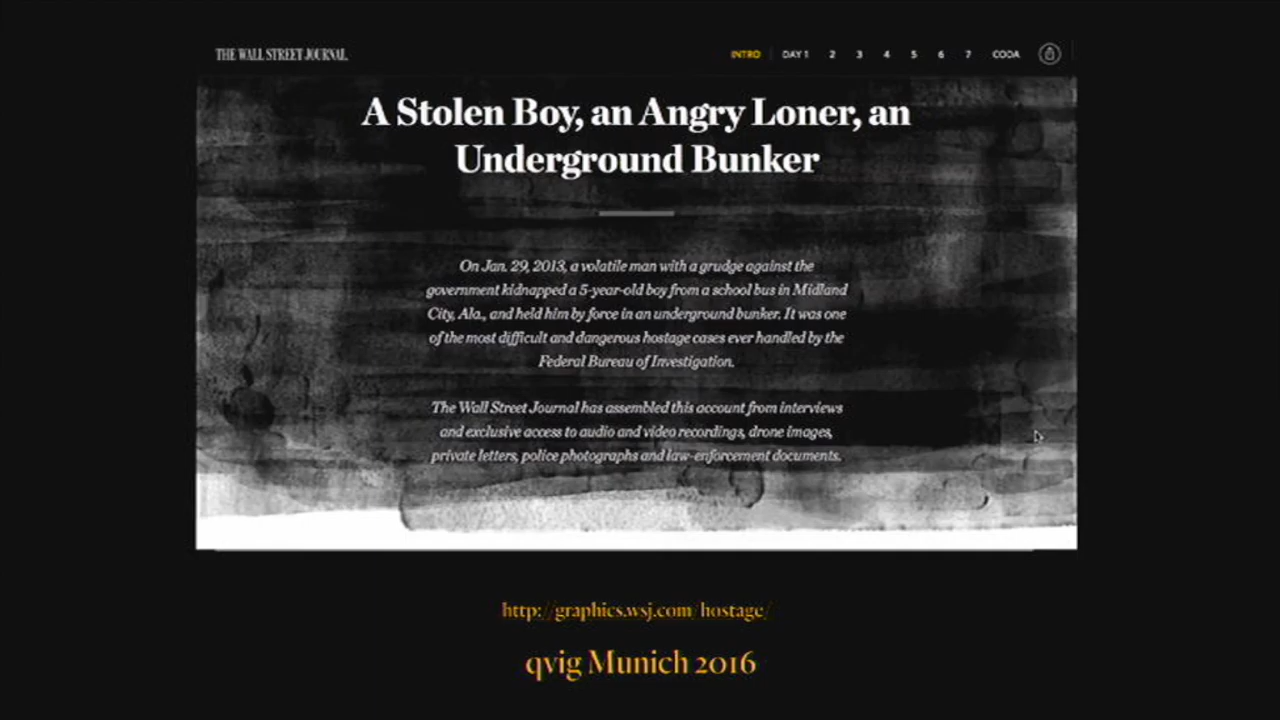 THE WALL STREET JOURNAL.
INTRO DAY 1 2 3 4 5 6 7 CODA
A Stolen Boy, an Angry Loner, an
Underground Bunker
On Jan. 29, 2013, a volatile man with a grudge against the
government kidnapped a 5-year-old boy from a school bus in Midland
City, Ala., and held him by force in an underground bunker. It was one
of the most difficult and dangerous hostage cases ever handled by the
Federal Bureau of Investigation.
The Wall Street Journal has assembled this account from interviews
and exclusive access to audio and video recordings, drone images,
private letters, police photographs and law-enforcement documents.
http://graphics.wsj.com/hostage/
qvig Munich 2016